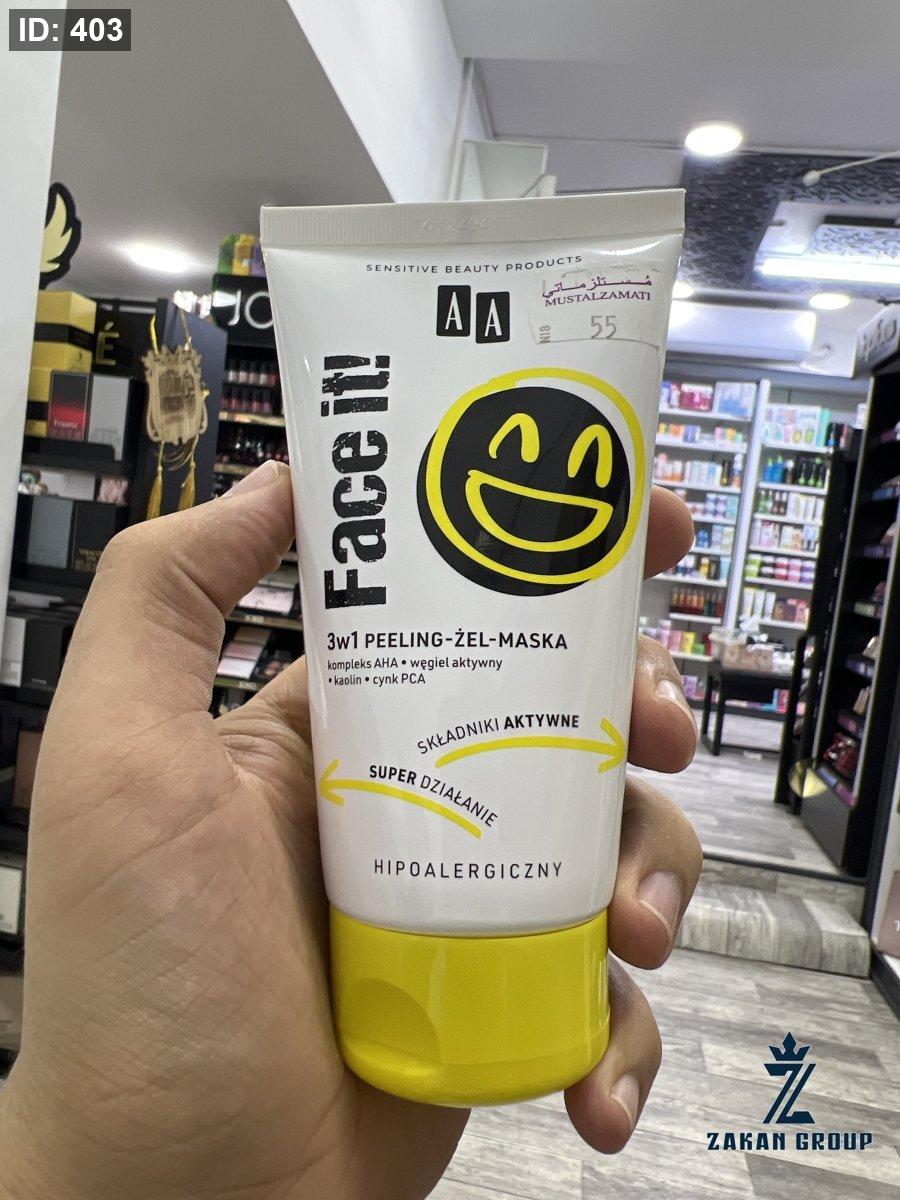 ID: 403
SENSITIVE BEAUTY PRODUCTS
AA
مستلزماتي
MUSTALZAMATI
NIS 55
Face it!
3w1 PEELING-ŻEL-MASKA
kompleks AHA • węgiel aktywny
• kaolin • cynk PCA
SKŁADNIKI AKTYWNE
SUPER DZIAŁANIE
HIPOALERGICZNY
Z
ZAKAN GROUP